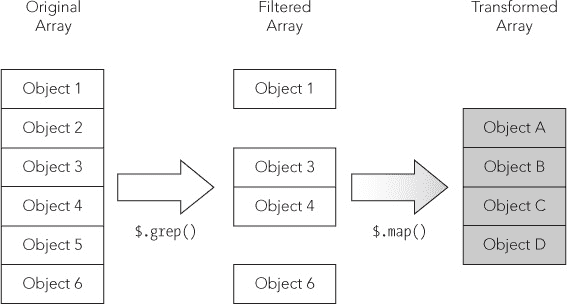 Original
Array
Filtered
Array
Transformed
Array
Object 1
Object 2
Object 3
Object 4
Object 5
Object 6
$.grep()
Object 1
Object 3
Object 4
Object 6
$.map()
Object A
Object B
Object C
Object D